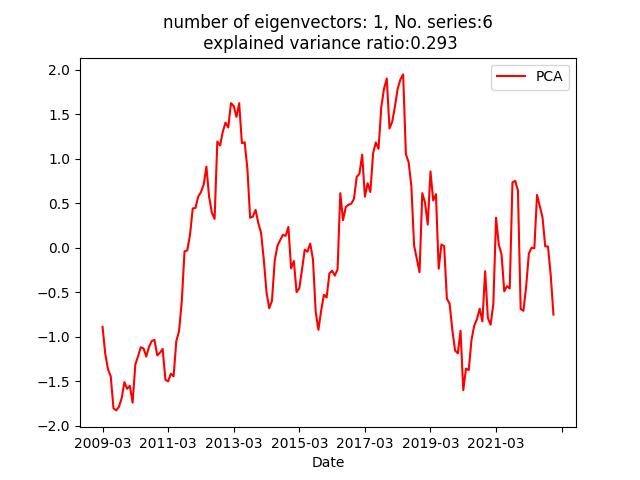 number of eigenvectors: 1, No. series:6
explained variance ratio:0.293
PCA
2.0
1.5
1.0
0.5
0.0
−0.5
−1.0
−1.5
−2.0
2009-03 2011-03 2013-03 2015-03 2017-03 2019-03 2021-03
Date